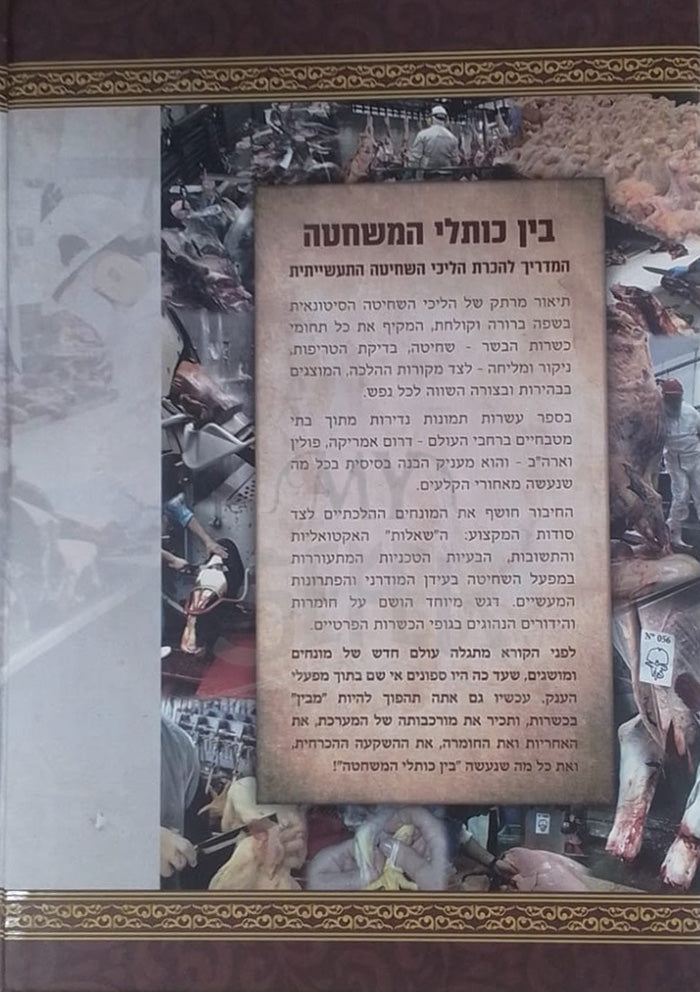 בין כותלי המשחטה
המדריך להכרת הליכי השחיטה התעשייתית
תיאור מרתק של הליכי השחיטה הסיטונאית
בשפה ברורה וקולחת, המקיף את כל תחומי
כשרות הבשר - שחיטה, בדיקת הטריפות,
ניקור ומליחה - לצד מקורות ההלכה, המוצגים
בבהירות ובצורה השווה לכל נפש.
בספר עשרות תמונות נדירות מתוך בתי
מטבחיים ברחבי העולם - דרום אמריקה, פולין
וארה"ב - והוא מעניק הבנה בסיסית בכל מה
שנעשה מאחורי הקלעים.
החיבור חושף את המונחים ההלכתיים לצד
סודות המקצוע: ה"שאלות" האקטואליות
והתשובות, הבעיות הטכניות המתעוררות
במפעל השחיטה בעידן המודרני והפתרונות
המעשיים. דגש מיוחד הושם על חומרות
והידורים הנהוגים בגופי הכשרות הפרטיים.
לפני הקורא מתגלה עולם חדש של מונחים
ומושגים, שעד כה היו ספונים אי שם בתוך מפעלי
הענק. עכשיו גם אתה תהפוך להיות "מבין"
בכשרות, ותכיר את מורכבותה של המערכת, את
האחריות ואת החומרה, את ההשקעה ההכרחית,
ואת כל מה שנעשה "בין כותלי המשחטה"!
Nº 056
MY